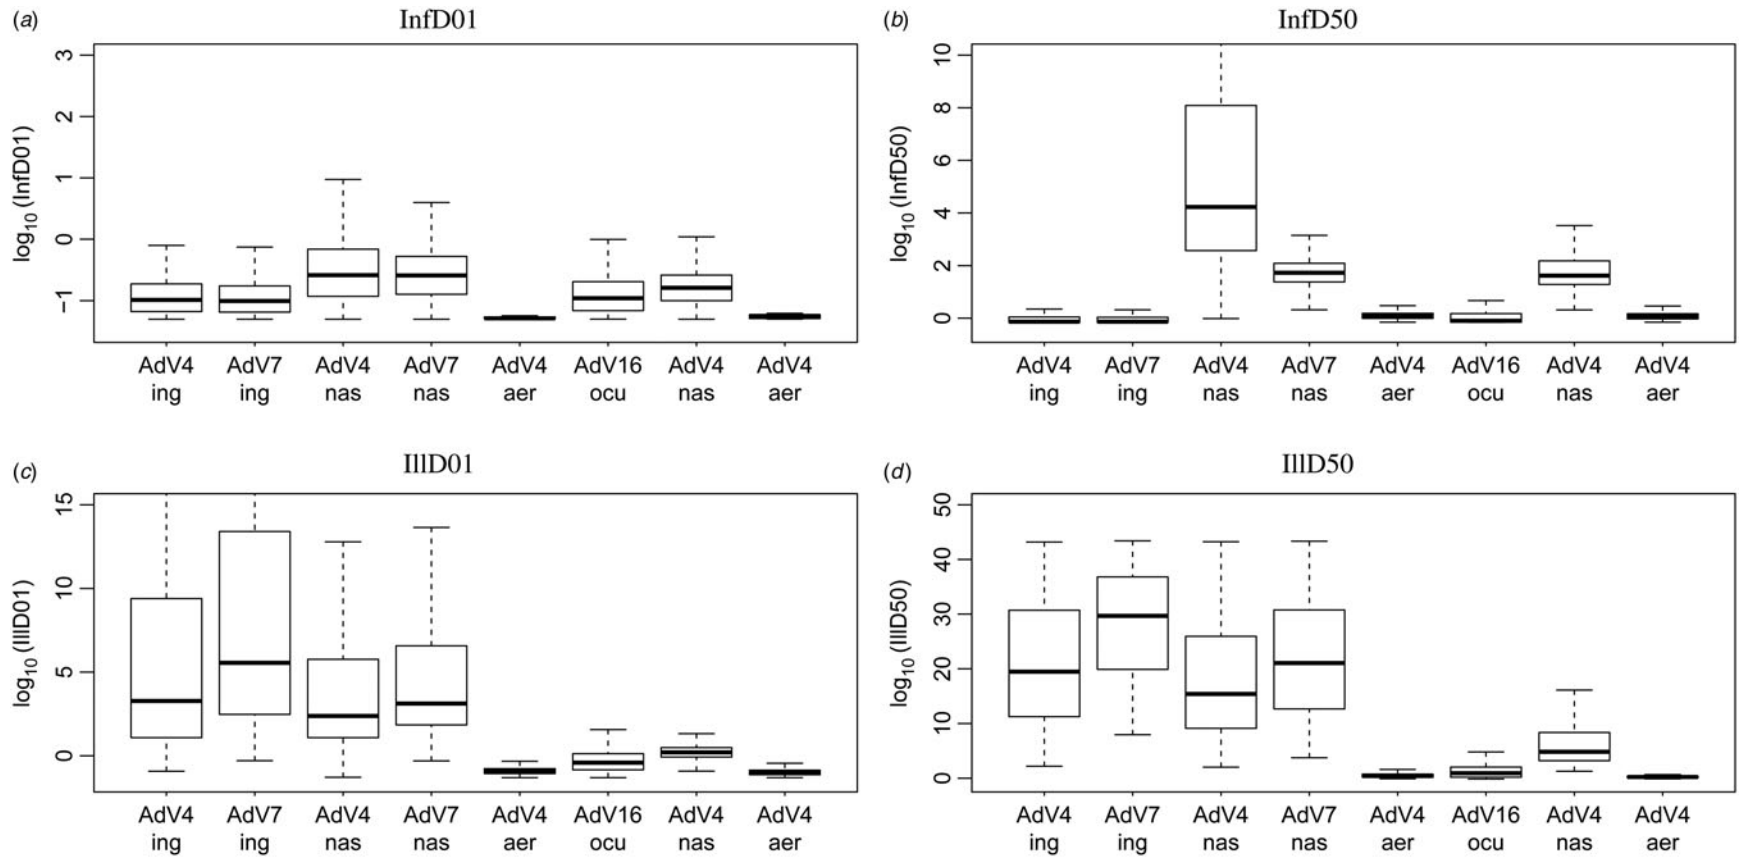 (a) InfD01
log10 (InfD01)
3
2
1
0
−1
AdV4 AdV7 AdV4 AdV7 AdV4 AdV16 AdV4 AdV4
ing ing nas nas aer ocu nas aer
(b) InfD50
log10 (InfD50)
10
8
6
4
2
0
AdV4 AdV7 AdV4 AdV7 AdV4 AdV16 AdV4 AdV4
ing ing nas nas aer ocu nas aer
(c) IllD01
log10 (IllD01)
15
10
5
0
AdV4 AdV7 AdV4 AdV7 AdV4 AdV16 AdV4 AdV4
ing ing nas nas aer ocu nas aer
(d) IllD50
log10 (IllD50)
50
40
30
20
10
0
AdV4 AdV7 AdV4 AdV7 AdV4 AdV16 AdV4 AdV4
ing ing nas nas aer ocu nas aer